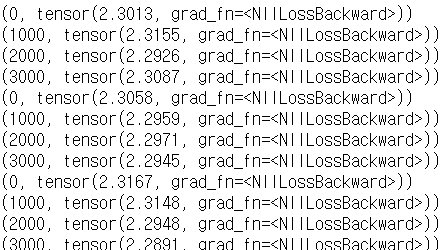 (0, tensor(2.3013, grad_fn=<NllLossBackward>))
(1000, tensor(2.3155, grad_fn=<NllLossBackward>))
(2000, tensor(2.2926, grad_fn=<NllLossBackward>))
(3000, tensor(2.3087, grad_fn=<NllLossBackward>))
(0, tensor(2.3058, grad_fn=<NllLossBackward>))
(1000, tensor(2.2959, grad_fn=<NllLossBackward>))
(2000, tensor(2.2971, grad_fn=<NllLossBackward>))
(3000, tensor(2.2945, grad_fn=<NllLossBackward>))
(0, tensor(2.3167, grad_fn=<NllLossBackward>))
(1000, tensor(2.3148, grad_fn=<NllLossBackward>))
(2000, tensor(2.2948, grad_fn=<NllLossBackward>))
(3000, tensor(2.2891, grad_fn=<NllLossBackward>))